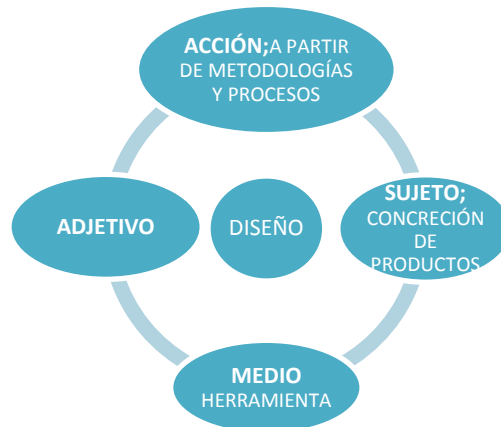 ACCIÓN;A PARTIR
DE METODOLOGÍAS
Y PROCESOS
ADJETIVO
DISEÑO
SUJETO;
CONCRECIÓN
DE
PRODUCTOS
MEDIO
HERRAMIENTA